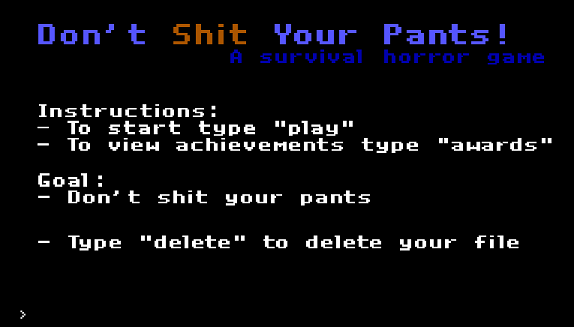 Don't Shit Your Pants!
A survival horror game
Instructions:
- To start type "play"
- To view achievements type "awards"
Goal:
- Don't shit your pants
- Type "delete" to delete your file
>